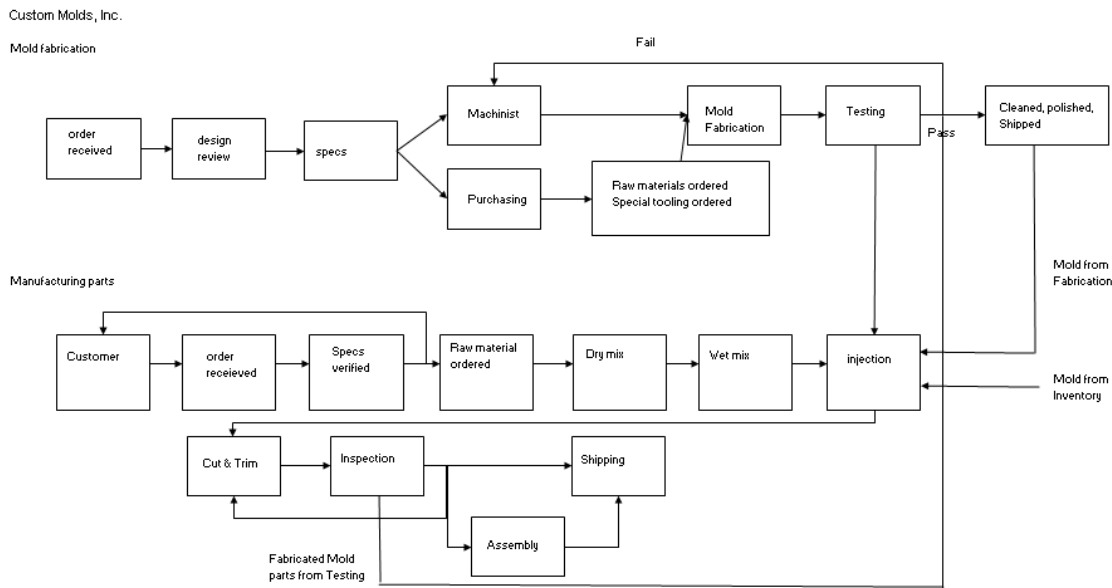 Custom Molds, Inc.
Mold fabrication
Fail
order
received
design
review
specs
Machinist
Purchasing
Raw materials ordered
Special tooling ordered
Mold
Fabrication
Testing
Pass
Cleaned, polished,
Shipped
Mold from
Fabrication
Manufacturing parts
Customer
order
receieved
Specs
verified
Raw material
ordered
Dry mix
Wet mix
injection
Mold from
Inventory
Cut & Trim
Inspection
Shipping
Assembly
Fabricated Mold
parts from Testing